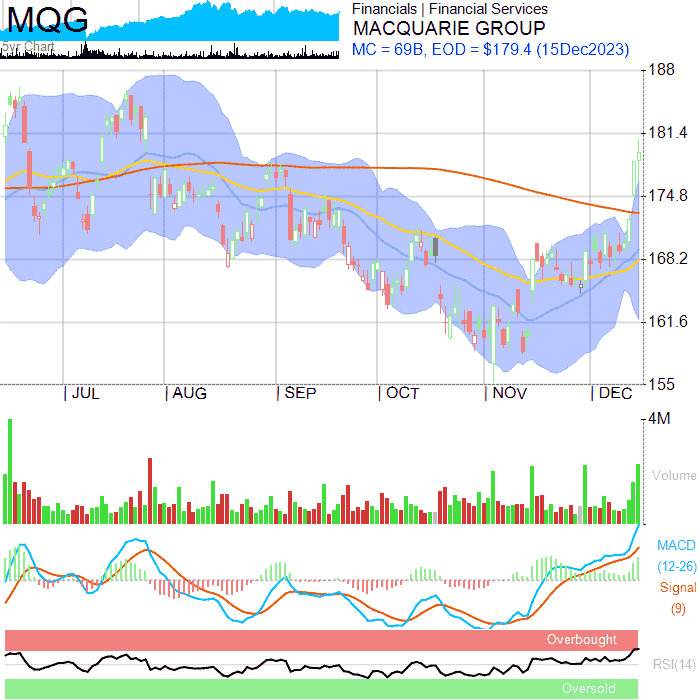 MQG
5yr Chart
Financials | Financial Services
MACQUARIE GROUP
MC = 69B, EOD = $179.4 (15Dec2023)
188
181.4
174.8
168.2
161.6
155
JUL AUG SEP OCT NOV DEC
4M
Volume
MACD
(12-26)
Signal
(9)
Overbought
RSI(14)
Oversold